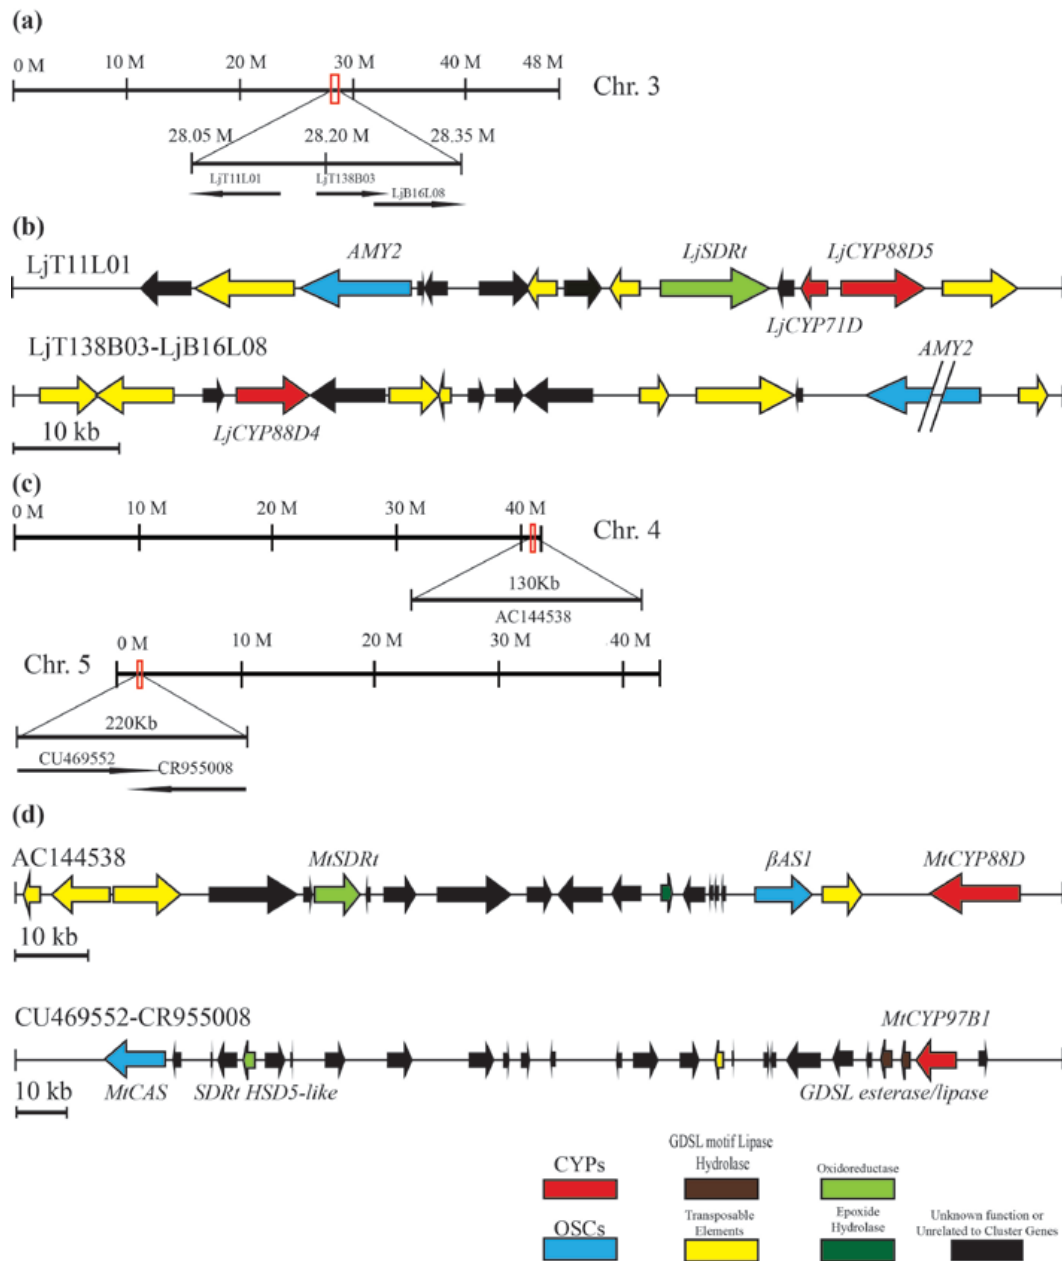 (a)
0 M 10 M 20 M 30 M 40 M 48 M
Chr. 3
28.05 M 28.20 M 28.35 M
LjT11L01 LjT138B03
LjB16L08
(b)
LjT11L01 AMY2 LjSDRt LjCYP88D5
LjCYP71D
LjT138B03-LjB16L08 AMY2
LjCYP88D4
10 kb
(c)
0 M 10 M 20 M 30 M 40 M
Chr. 4
130Kb
AC144538
0 M 10 M 20 M 30 M 40 M
Chr. 5
220Kb
CU469552 CR955008
(d)
AC144538 MtSDRt βAS1 MtCYP88D
10 kb
CU469552-CR955008 MtCYP97B1
MtCAS SDRt HSD5-like GDSL esterase/lipase
10 kb
CYPs
GDSL motif Lipase
Hydrolase
Oxidoreductase
OSCs
Transposable
Elements
Epoxide
Hydrolase
Unknown function or
Unrelated to Cluster Genes